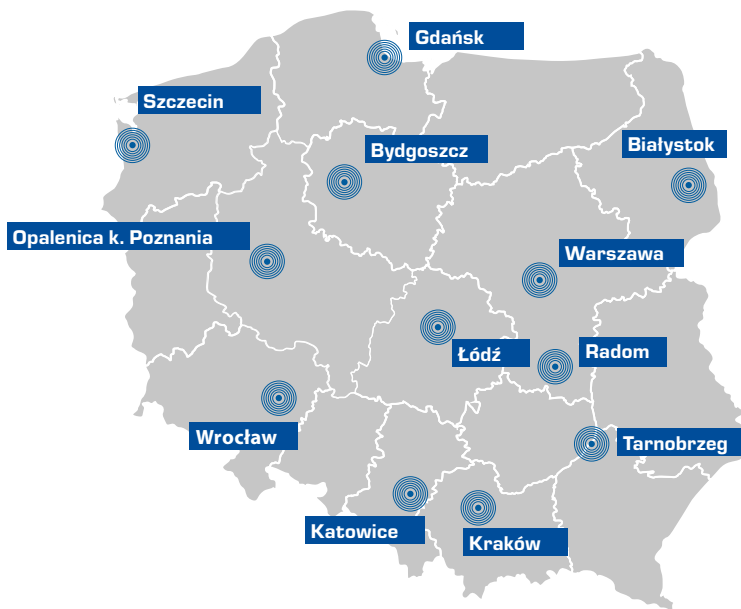 Gdańsk
Szczecin
Bydgoszcz
Białystok
Opalenica k. Poznania
Warszawa
Łódź
Radom
Wrocław
Tarnobrzeg
Katowice
Kraków